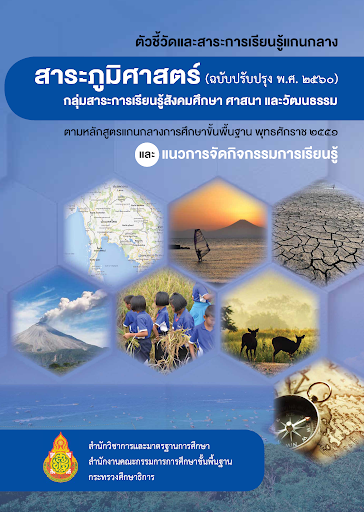 ตัวชี้วัดและสาระการเรียนรู้แกนกลาง
สาระภูมิศาสตร์ (ฉบับปรับปรุง พ.ศ. ๒๕๖๐)
กลุ่มสาระการเรียนรู้สังคมศึกษา ศาสนา และวัฒนธรรม
ตามหลักสูตรแกนกลางการศึกษาขั้นพื้นฐาน พุทธศักราช ๒๕๕๑
และ แนวการจัดกิจกรรมการเรียนรู้
สำนักวิชาการและมาตรฐานการศึกษา
สำนักงานคณะกรรมการการศึกษาขั้นพื้นฐาน
กระทรวงศึกษาธิการ